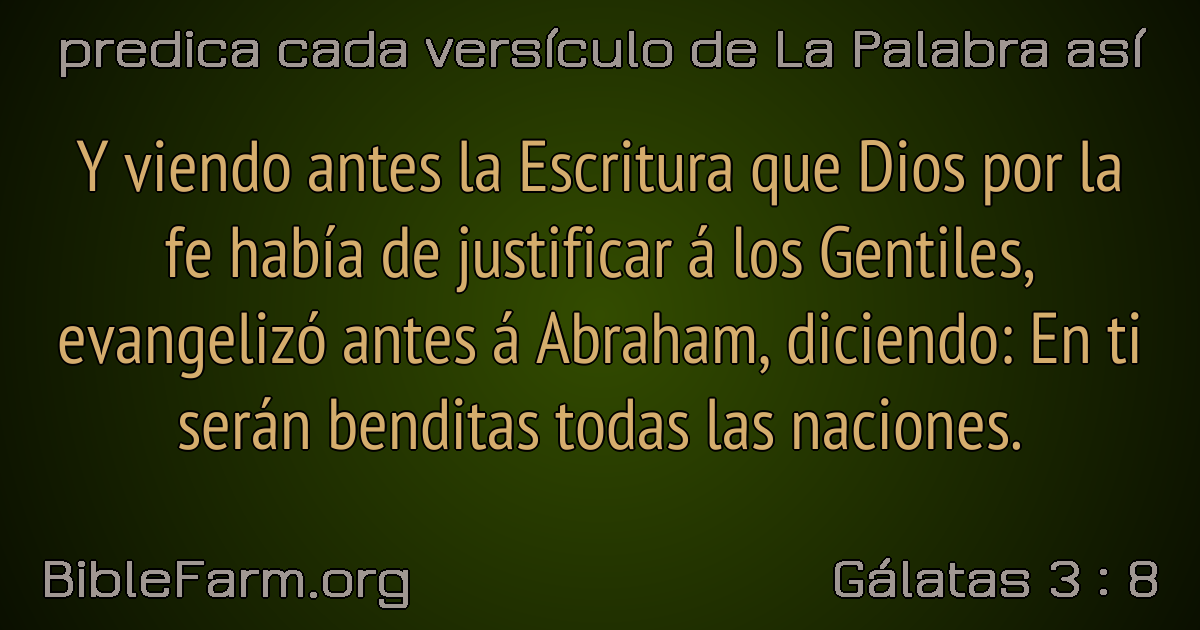 predica cada versículo de La Palabra así
Y viendo antes la Escritura que Dios por la
fe había de justificar á los Gentiles,
evangelizó antes á Abraham, diciendo: En ti
serán benditas todas las naciones.
BibleFarm.org
Gálatas 3 : 8